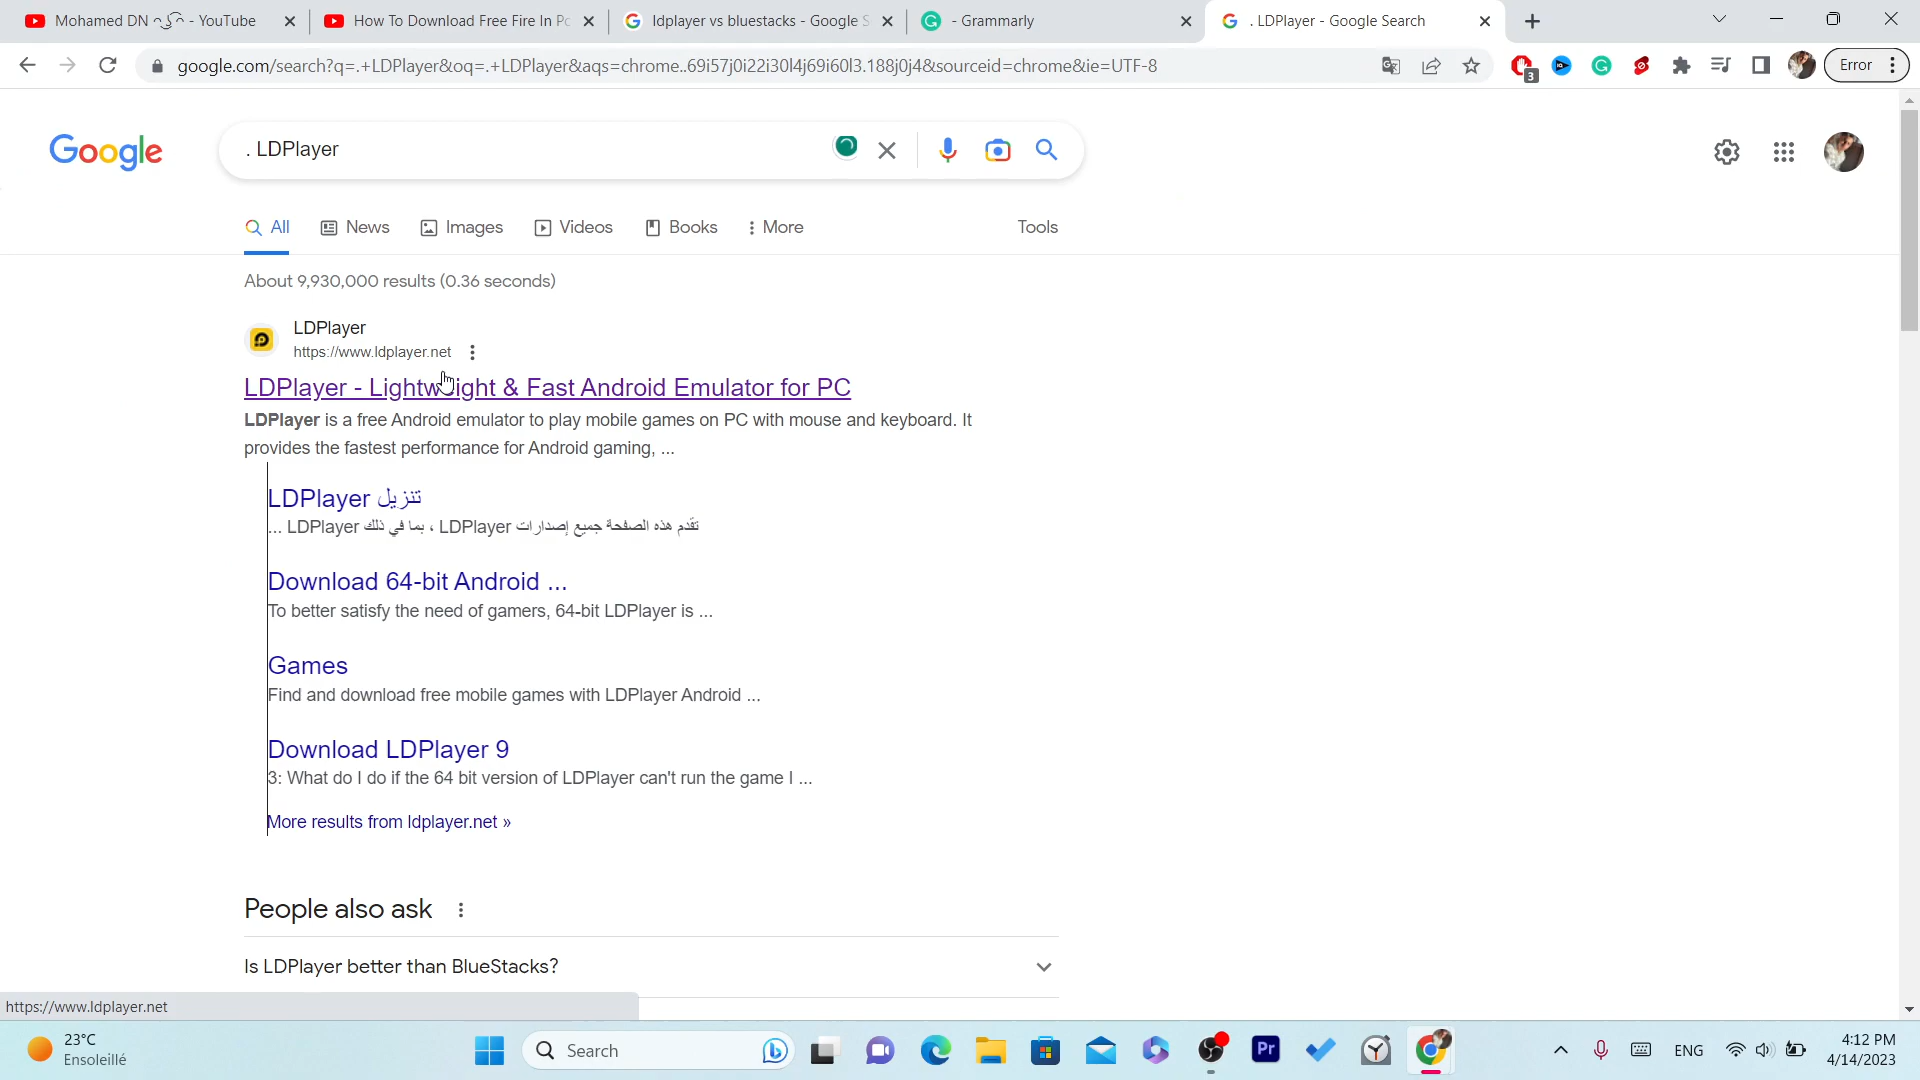 Mohamed DN - YouTube
How To Download Free Fire In Pc
ldplayer vs bluestacks - Google S
- Grammarly
. LDPlayer - Google Search
google.com/search?q=.+LDPlayer&oq=.+LDPlayer&aqs=chrome..69i57j0i22i30l4j69i60l3.188j0j4&sourceid=chrome&ie=UTF-8
3
Error
Google
. LDPlayer
All
News
Images
Videos
Books
More
Tools
About 9,930,000 results (0.36 seconds)
LDPlayer
https://www.ldplayer.net
LDPlayer - Lightweight & Fast Android Emulator for PC
LDPlayer is a free Android emulator to play mobile games on PC with mouse and keyboard. It
provides the fastest performance for Android gaming, ...
تنزيل LDPlayer
تقدم هذه الصفحة جميع إصدارات LDPlayer ، بما في ذلك LDPlayer ...
Download 64-bit Android ...
To better satisfy the need of gamers, 64-bit LDPlayer is ...
Games
Find and download free mobile games with LDPlayer Android ...
Download LDPlayer 9
3: What do I do if the 64 bit version of LDPlayer can't run the game I ...
More results from ldplayer.net »
People also ask
Is LDPlayer better than BlueStacks?
https://www.ldplayer.net
23°C
Ensoleillé
Search
Pr
ENG
4:12 PM
4/14/2023